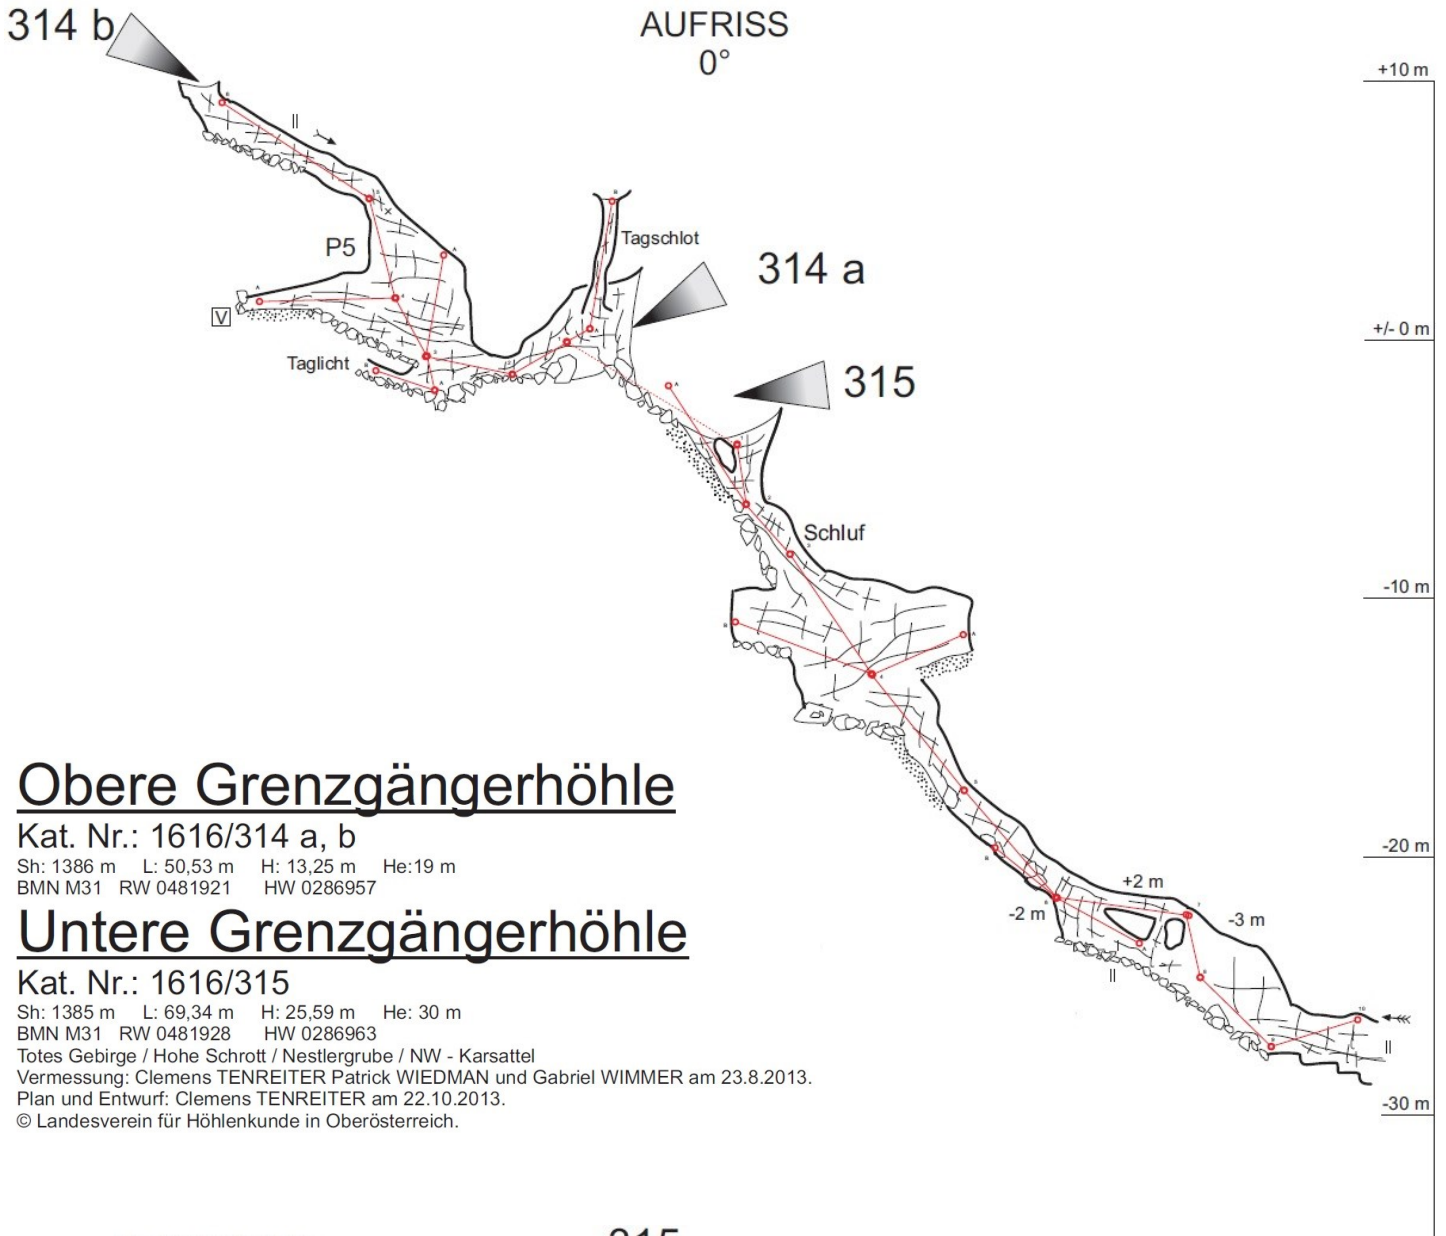 314 b
AUFRISS
0°
+10 m
||
P5
Tagschlot
314 a
V
Taglicht
+/- 0 m
315
Schluf
-10 m
Obere Grenzgängerhöhle
Kat. Nr.: 1616/314 a, b
Sh: 1386 m L: 50,53 m H: 13,25 m He:19 m
BMN M31 RW 0481921 HW 0286957
-20 m
+2 m
-2 m
-3 m
||
||
Untere Grenzgängerhöhle
Kat. Nr.: 1616/315
Sh: 1385 m L: 69,34 m H: 25,59 m He: 30 m
BMN M31 RW 0481928 HW 0286963
Totes Gebirge / Hohe Schrott / Nestlergrube / NW - Karsattel
Vermessung: Clemens TENREITER Patrick WIEDMAN und Gabriel WIMMER am 23.8.2013.
Plan und Entwurf: Clemens TENREITER am 22.10.2013.
© Landesverein für Höhlenkunde in Oberösterreich.
-30 m